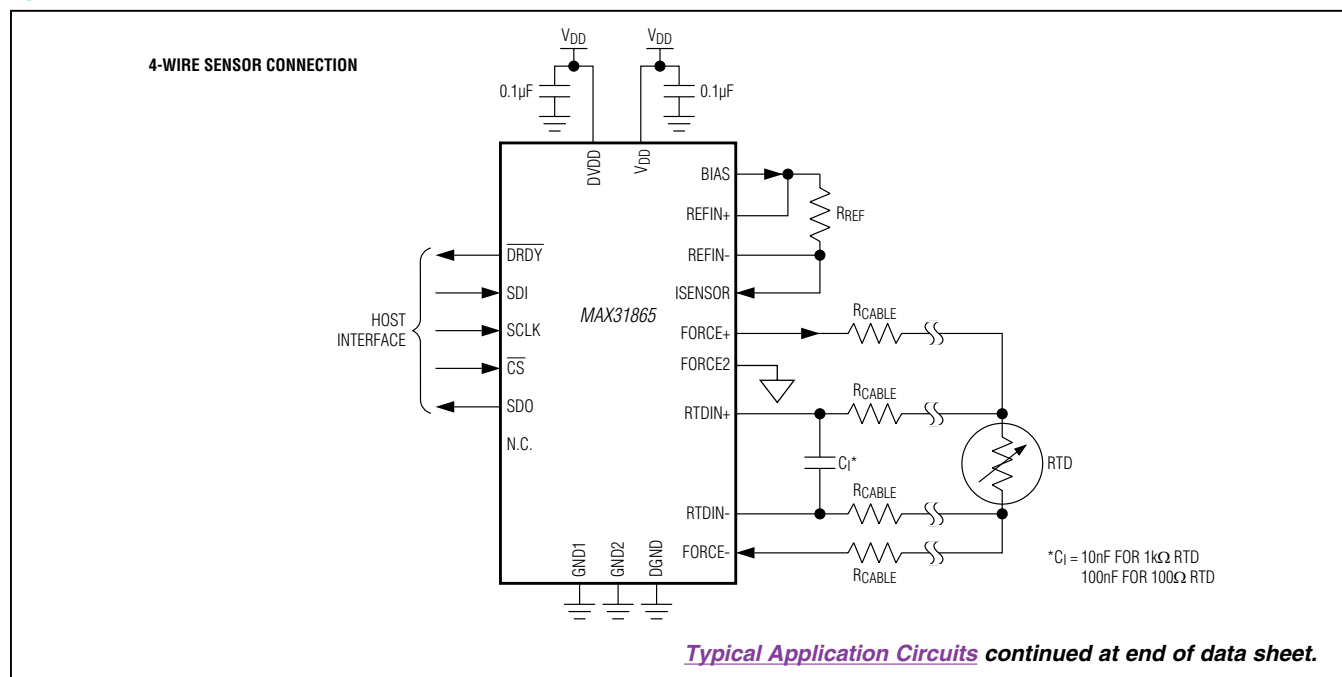 4-WIRE SENSOR CONNECTION
VDD
VDD
0.1µF
0.1µF
DVDD
VDD
BIAS
REFIN+
RREF
REFIN-
ISENSOR
DRDY
SDI
HOST
INTERFACE
SCLK
CS
SDO
N.C.
MAX31865
FORCE+
RCABLE
FORCE2
RTDIN+
RCABLE
CI*
RTD
RTDIN-
RCABLE
FORCE-
RCABLE
GND1
GND2
DGND
*CI = 10nF FOR 1kΩ RTD
100nF FOR 100Ω RTD
Typical Application Circuits continued at end of data sheet.